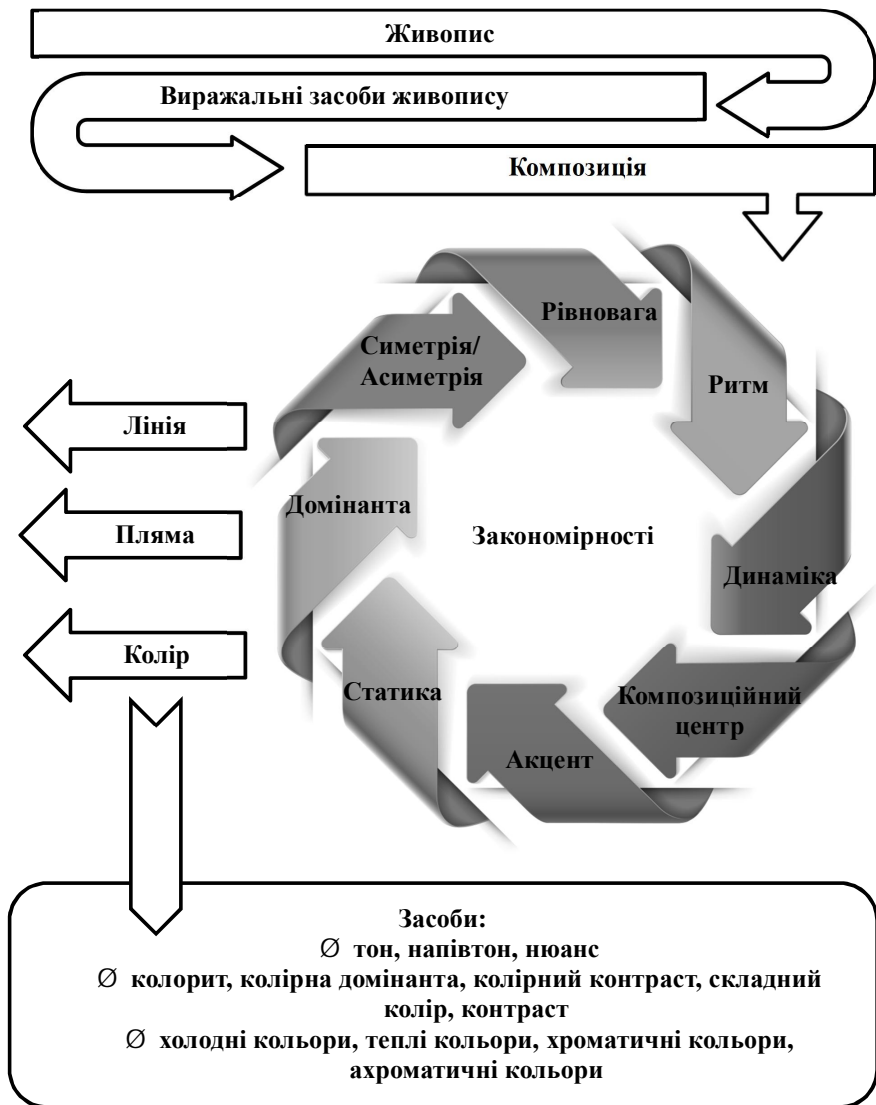 Живопис
Виражальні засоби живопису
Композиція
Рівновага
Симетрія/
Асиметрія
Ритм
Лінія
Домінанта
Пляма
Закономірності
Динаміка
Колір
Статика
Композиційний
центр
Акцент
Засоби:
Ø тон, напівтон, нюанс
Ø колорит, колірна домінанта, колірний контраст, складний
колір, контраст
Ø холодні кольори, теплі кольори, хроматичні кольори,
ахроматичні кольори